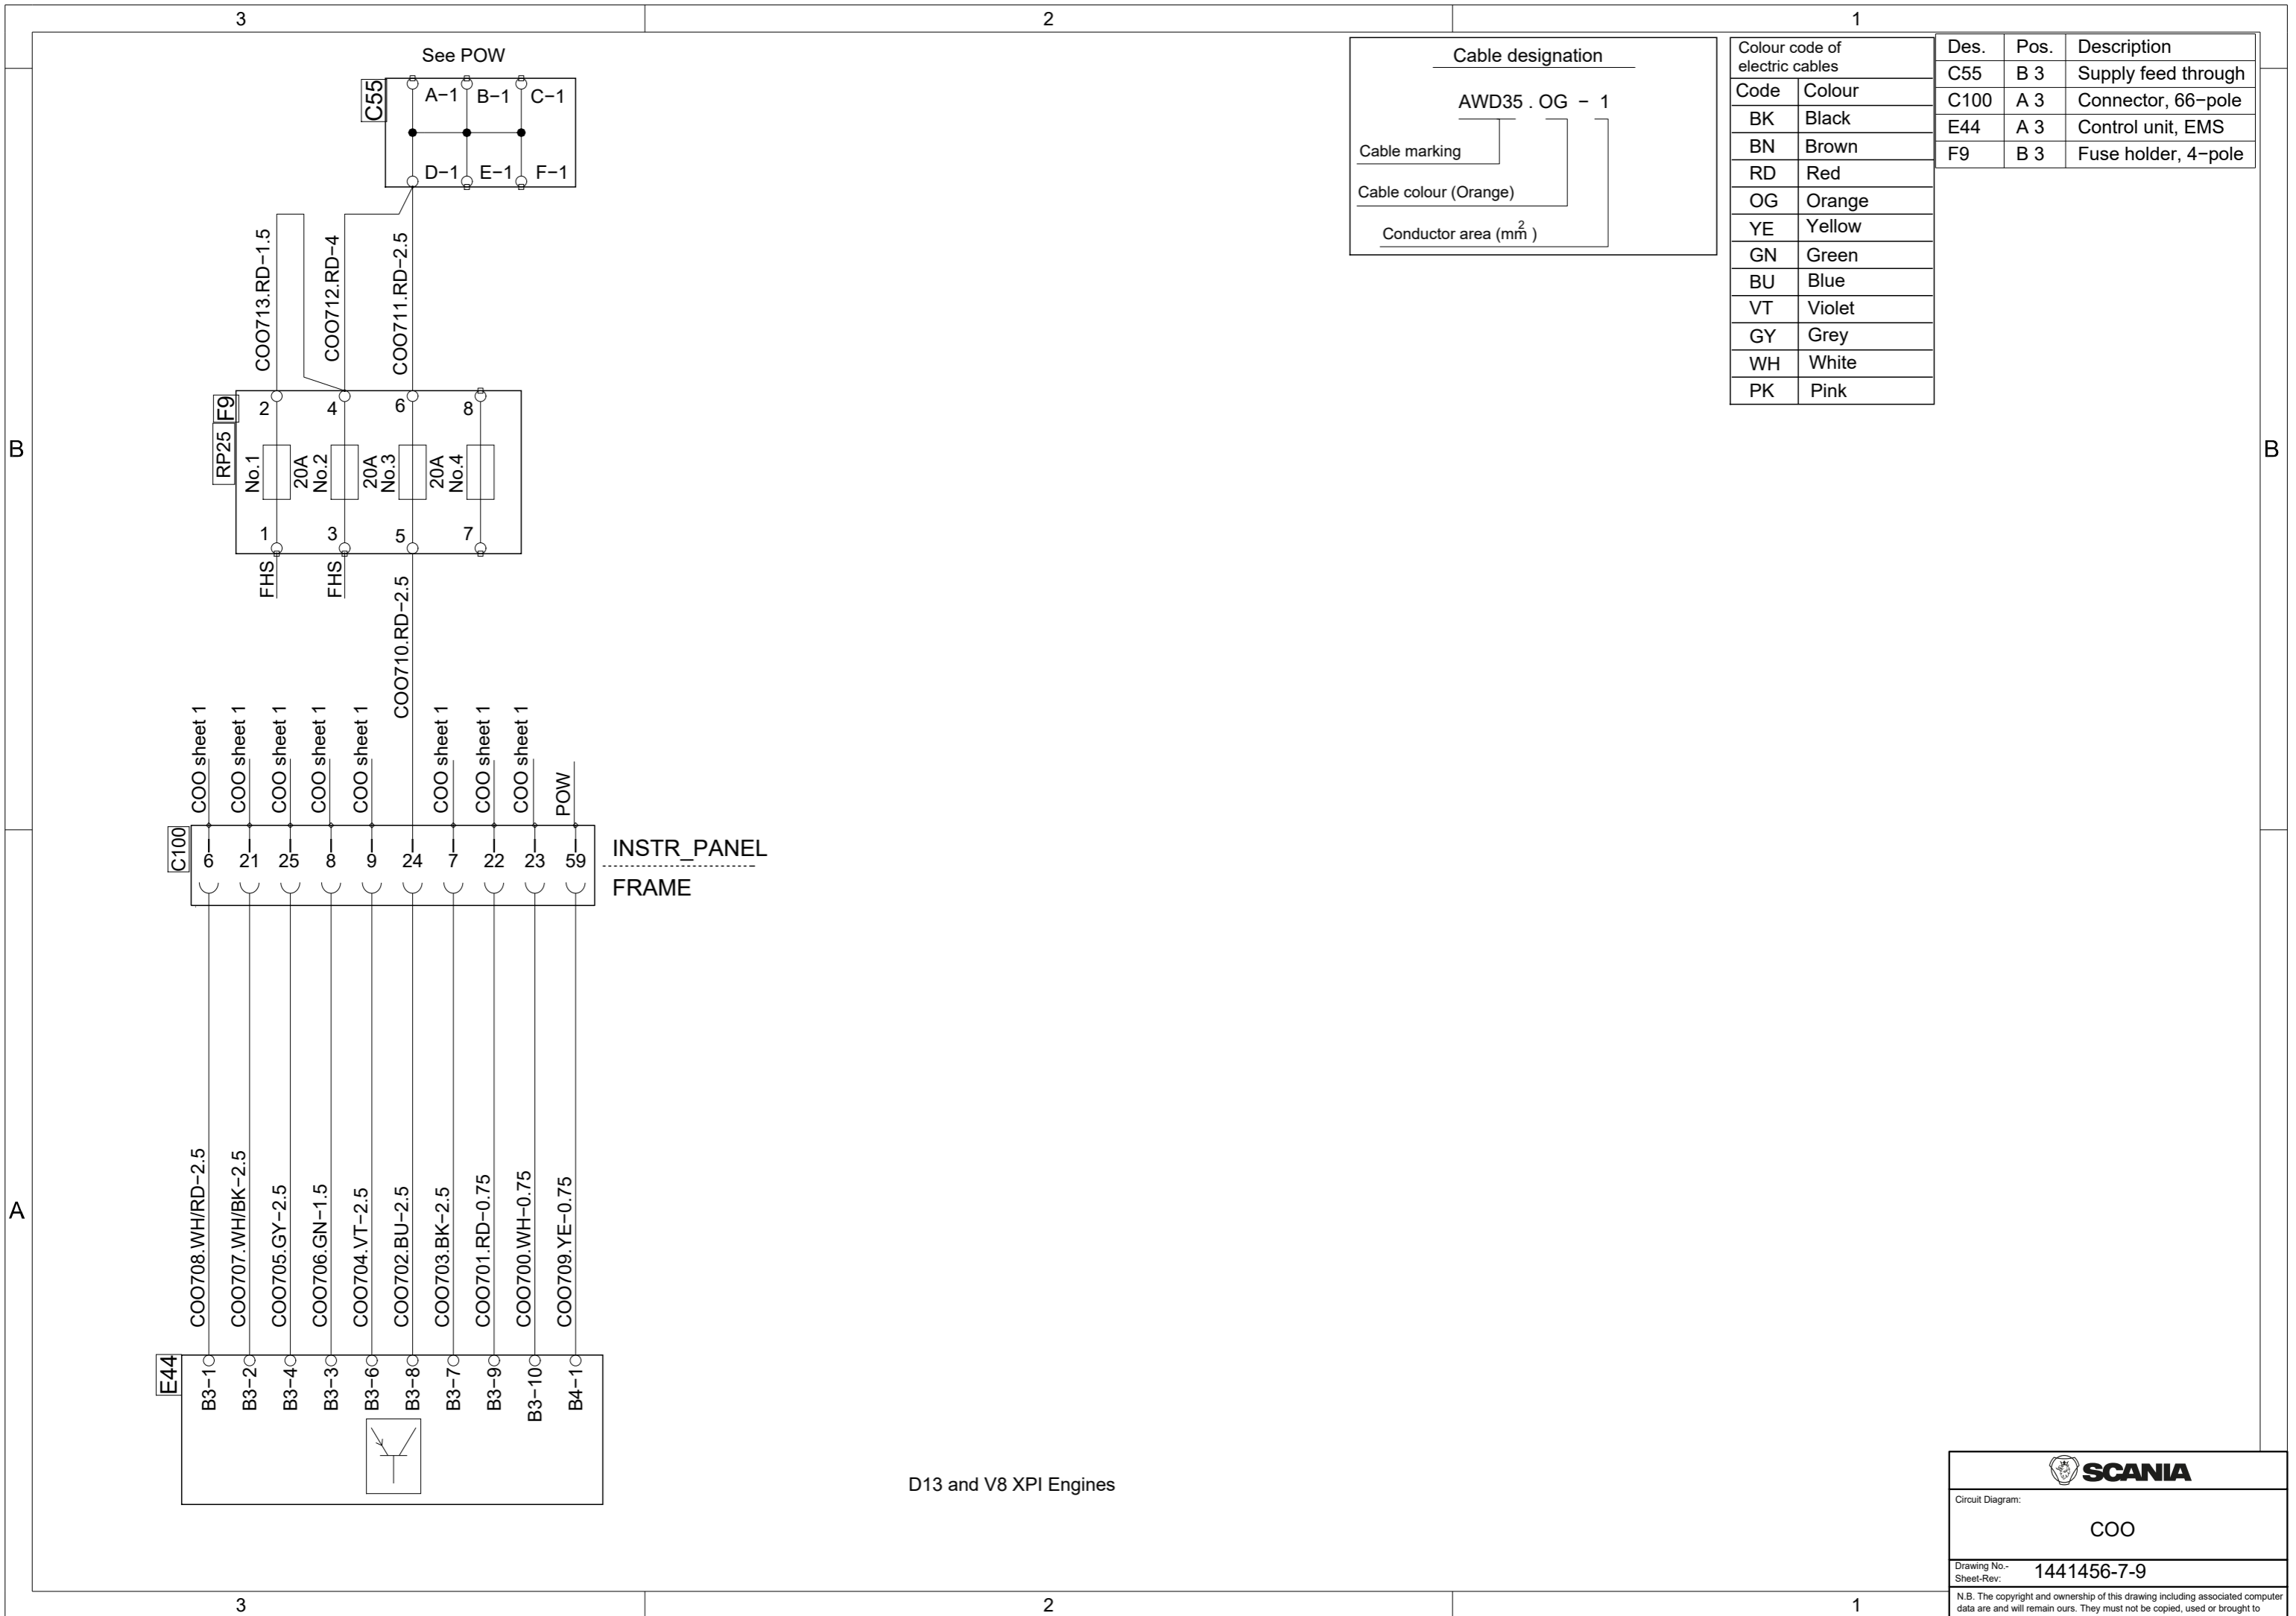 3 2 1
See POW
C55
A−1 B−1 C−1
D−1 E−1 F−1
COO713.RD−1.5
COO712.RD−4
COO711.RD−2.5
F9
RP25
2 4 6 8
No.1
20A
No.2
20A
No.3
20A
No.4
1 3 5 7
FHS
FHS
COO710.RD−2.5
COO sheet 1
COO sheet 1
COO sheet 1
COO sheet 1
COO sheet 1
COO sheet 1
COO sheet 1
COO sheet 1
POW
C100
6 21 25 8 9 24 7 22 23 59
INSTR_PANEL
FRAME
COO708.WH/RD−2.5
COO707.WH/BK−2.5
COO705.GY−2.5
COO706.GN−1.5
COO704.VT−2.5
COO702.BU−2.5
COO703.BK−2.5
COO701.RD−0.75
COO700.WH−0.75
COO709.YE−0.75
E44
B3−1
B3−2
B3−4
B3−3
B3−6
B3−8
B3−7
B3−9
B3−10
B4−1
D13 and V8 XPI Engines
Cable designation
AWD35 . OG − 1
Cable marking
Cable colour (Orange)
Conductor area (mm2)
Colour code of
electric cables
Code Colour
BK Black
BN Brown
RD Red
OG Orange
YE Yellow
GN Green
BU Blue
VT Violet
GY Grey
WH White
PK Pink
Des. Pos. Description
C55 B 3 Supply feed through
C100 A 3 Connector, 66−pole
E44 A 3 Control unit, EMS
F9 B 3 Fuse holder, 4−pole
B B
A
SCANIA
Circuit Diagram:
COO
Drawing No.-
Sheet-Rev: 1441456-7-9
N.B. The copyright and ownership of this drawing including associated computer
data are and will remain ours. They must not be copied, used or brought to
3 2 1